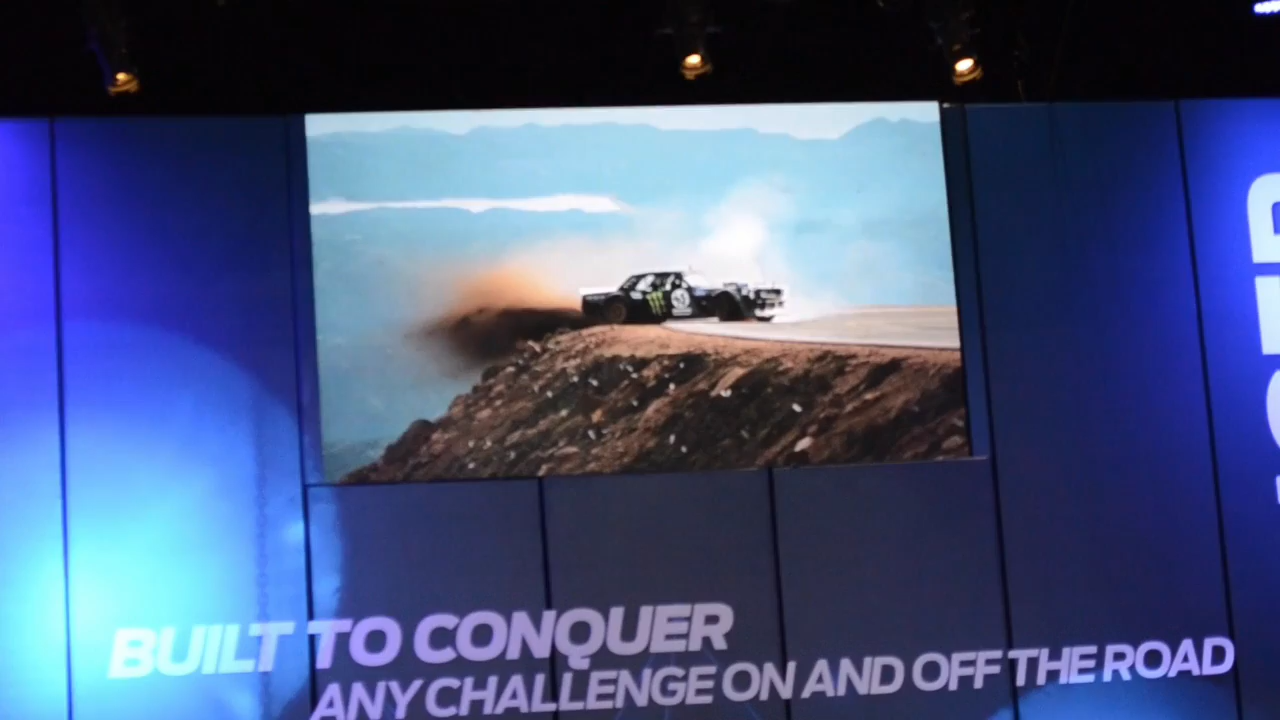 BUILT TO CONQUER
ANY CHALLENGE ON AND OFF THE ROAD